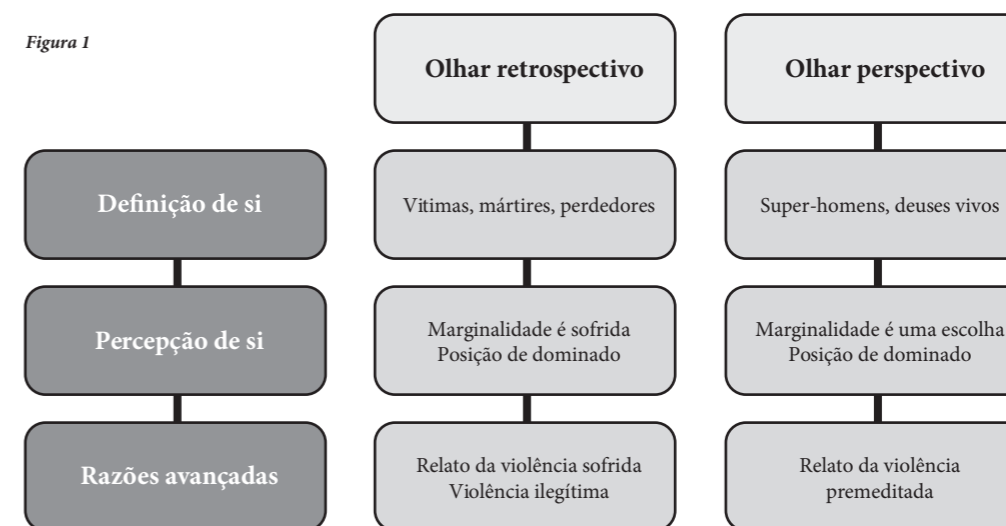 Figura 1
Olhar retrospectivo
Olhar perspectivo
Definição de si
Vitimas, mártires, perdedores
Super-homens, deuses vivos
Percepção de si
Marginalidade é sofrida
Posição de dominado
Marginalidade é uma escolha
Posição de dominado
Razões avançadas
Relato da violência sofrida
Violência ilegítima
Relato da violência
premeditada